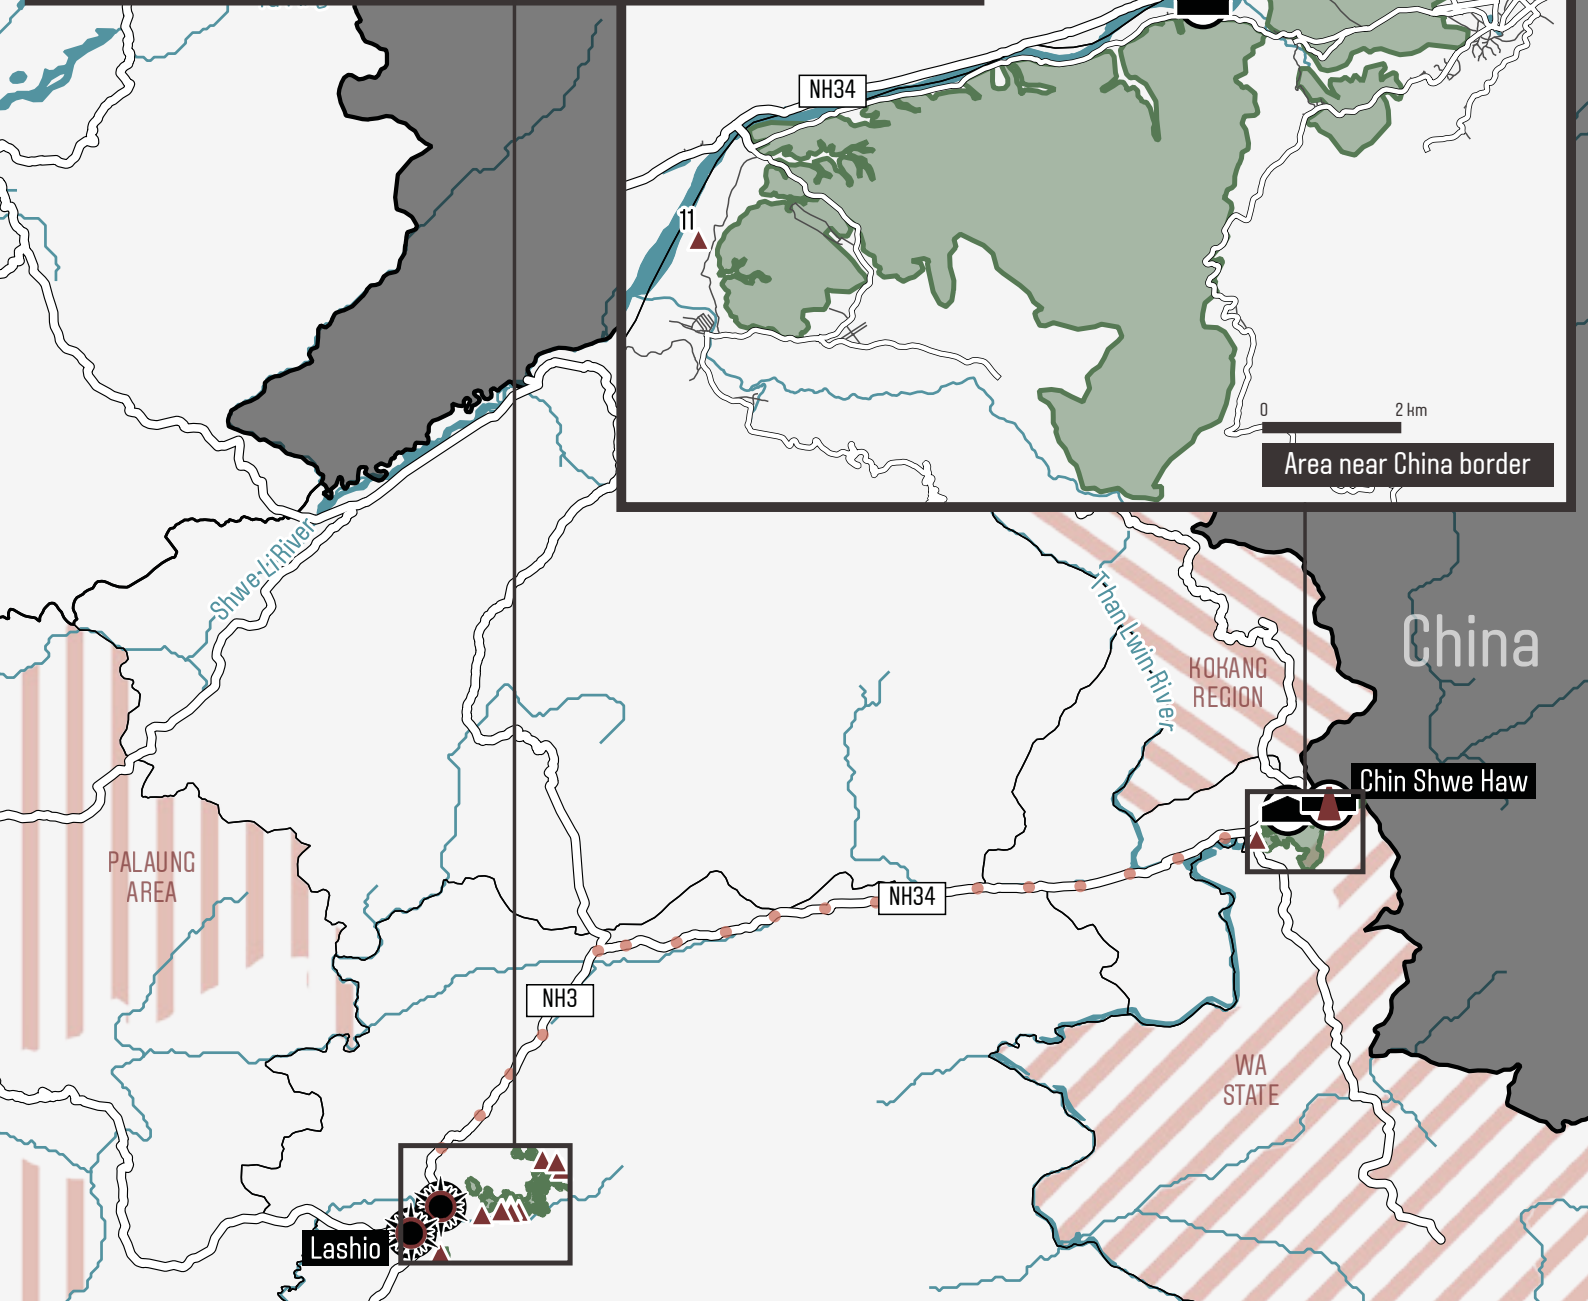 NH34
11
0 2 km
Area near China border
Shwe Li River
Than Lwin River
China
KOKANG
REGION
Chin Shwe Haw
PALAUNG
AREA
NH34
NH3
WA
STATE
Lashio